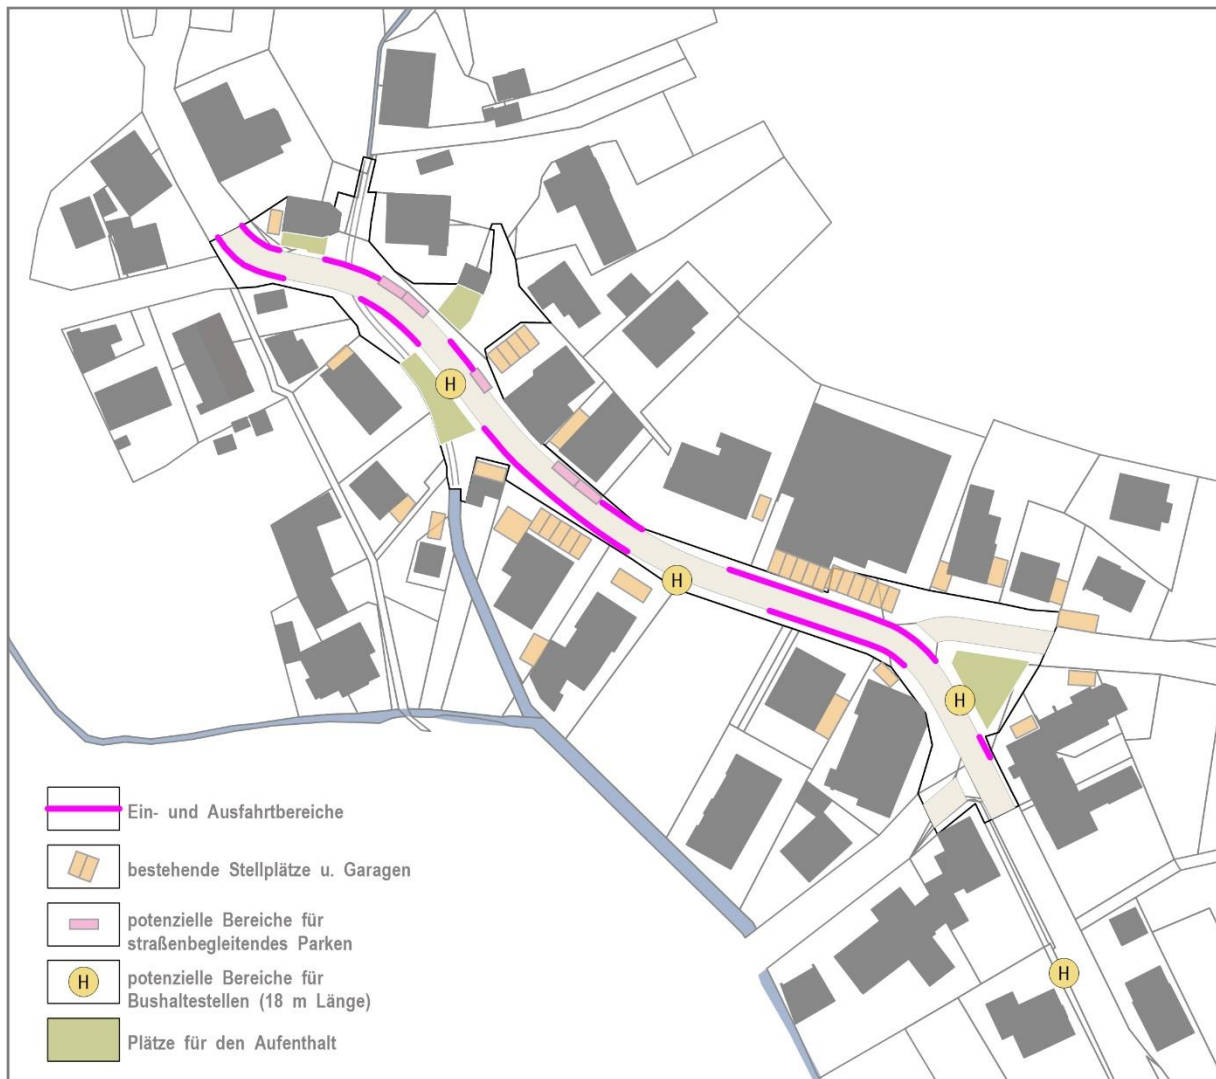 H
H
H
H
Ein- und Ausfahrtbereiche
bestehende Stellplätze u. Garagen
potenzielle Bereiche für
straßenbegleitendes Parken
H
potenzielle Bereiche für
Bushaltestellen (18 m Länge)
Plätze für den Aufenthalt